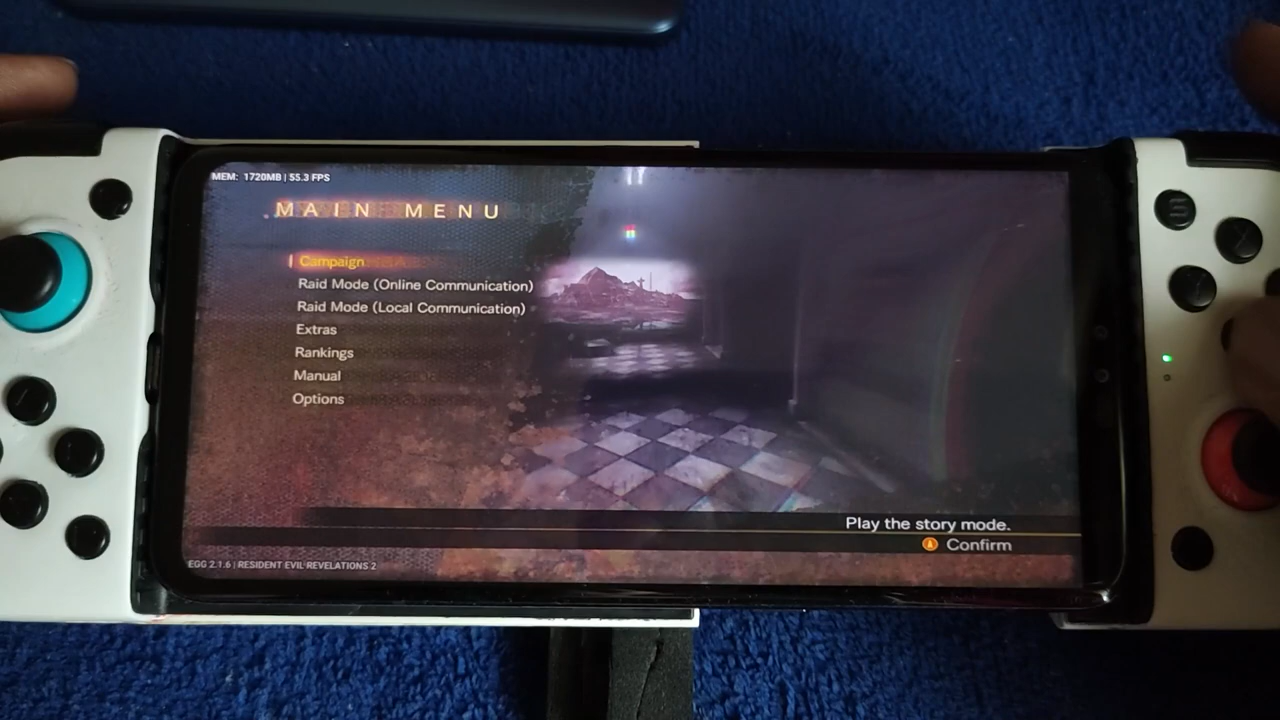 MEM: 1720MB | 55.3 FPS
MAIN MENU
Campaign
Raid Mode (Online Communication)
Raid Mode (Local Communication)
Extras
Rankings
Manual
Options
Play the story mode.
A Confirm
EGG 2.1.6 | RESIDENT EVIL REVELATIONS 2
S
X